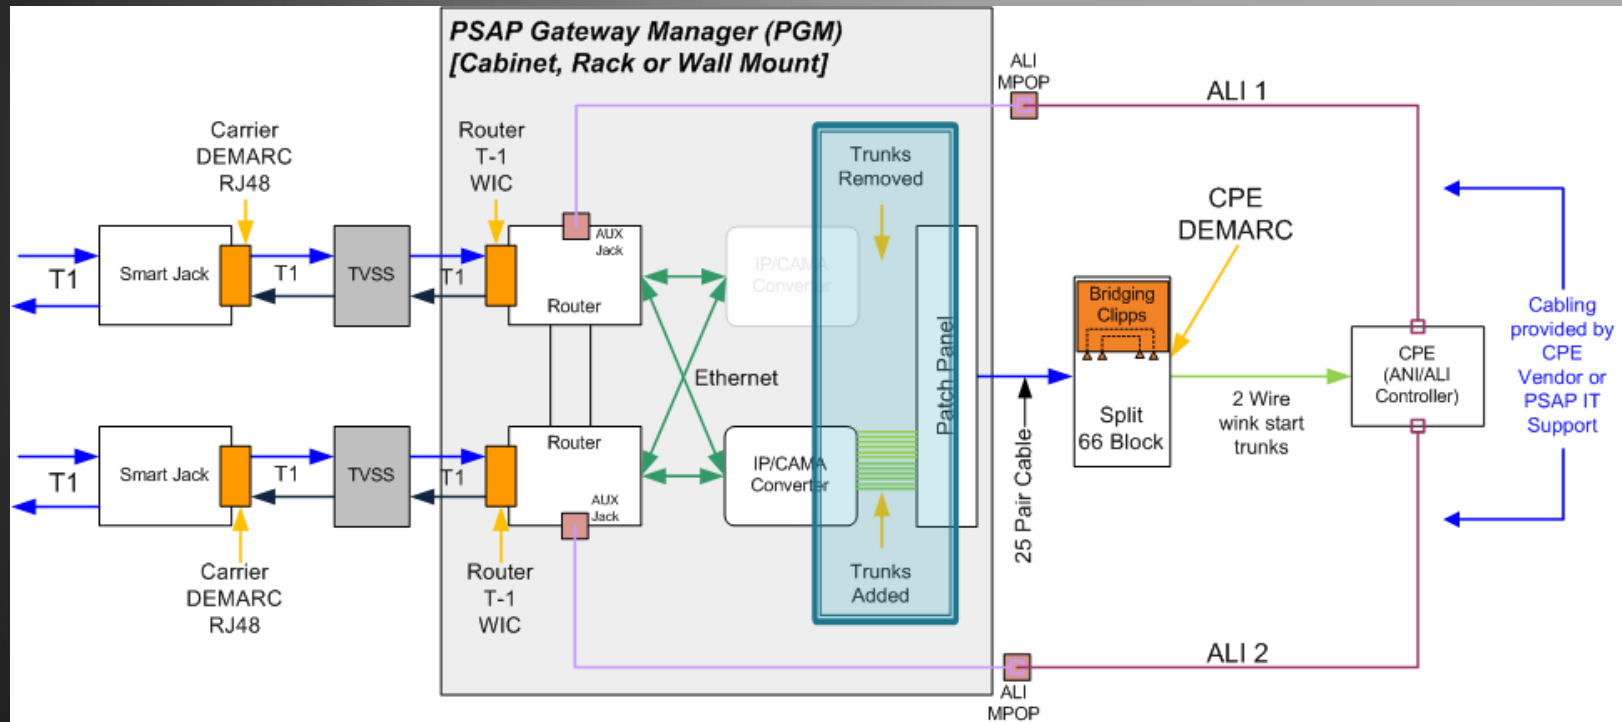 PSAP Gateway Manager (PGM)
[Cabinet, Rack or Wall Mount]
ALI
MPOP
ALI 1
Carrier
DEMARC
RJ48
Router
T-1
WIC
Trunks
Removed
CPE
DEMARC
T1
Smart Jack
T1
TVSS
T1
AUX
Jack
Router
IP/CAMA
Converter
Patch Panel
Bridging
Clipps
Split
66 Block
2 Wire
wink start
trunks
CPE
(ANI/ALI
Controller)
Cabling
provided by
CPE
Vendor or
PSAP IT
Support
Ethernet
25 Pair Cable
T1
Smart Jack
T1
TVSS
T1
Router
AUX
Jack
IP/CAMA
Converter
Carrier
DEMARC
RJ48
Router
T-1
WIC
Trunks
Added
ALI 2
ALI
MPOP